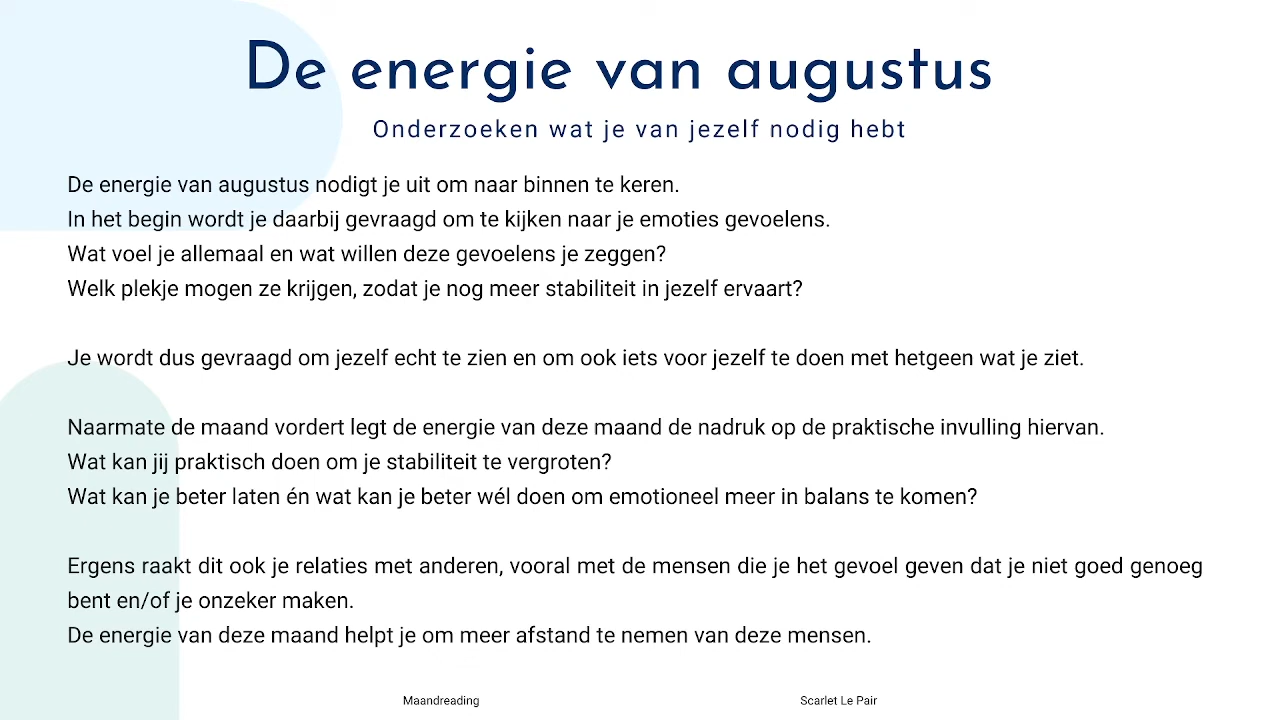 De energie van augustus
Onderzoeken wat je van jezelf nodig hebt
De energie van augustus nodigt je uit om naar binnen te keren.
In het begin wordt je daarbij gevraagd om te kijken naar je emoties gevoelens.
Wat voel je allemaal en wat willen deze gevoelens je zeggen?
Welk plekje mogen ze krijgen, zodat je nog meer stabiliteit in jezelf ervaart?
Je wordt dus gevraagd om jezelf echt te zien en om ook iets voor jezelf te doen met hetgeen wat je ziet.
Naarmate de maand vordert legt de energie van deze maand de nadruk op de praktische invulling hiervan.
Wat kan jij praktisch doen om je stabiliteit te vergroten?
Wat kan je beter laten én wat kan je beter wél doen om emotioneel meer in balans te komen?
Ergens raakt dit ook je relaties met anderen, vooral met de mensen die je het gevoel geven dat je niet goed genoeg
bent en/of je onzeker maken.
De energie van deze maand helpt je om meer afstand te nemen van deze mensen.
Maandreading
Scarlet Le Pair